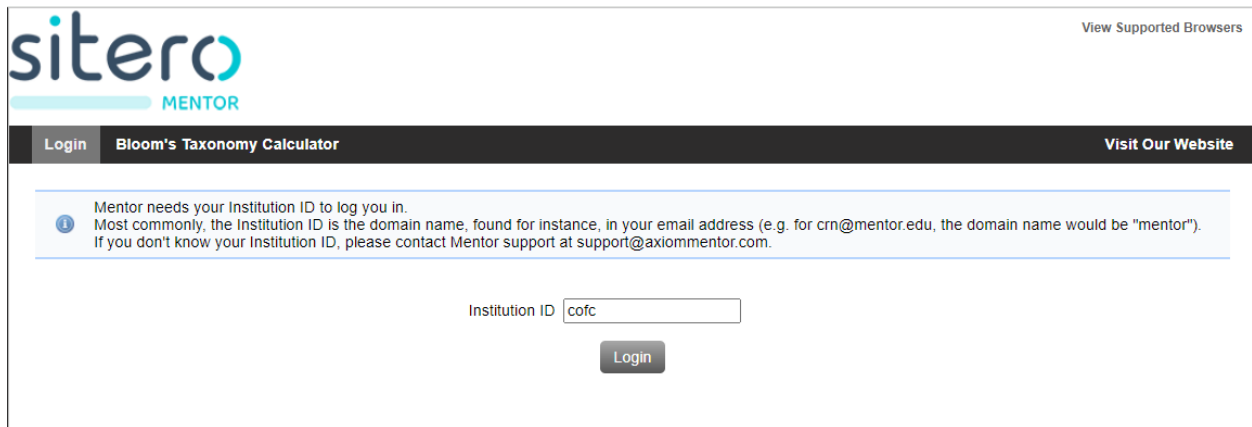 sitero
MENTOR
View Supported Browsers
Login Bloom's Taxonomy Calculator Visit Our Website
Mentor needs your Institution ID to log you in.
Most commonly, the Institution ID is the domain name, found for instance, in your email address (e.g. for crn@mentor.edu, the domain name would be "mentor").
If you don't know your Institution ID, please contact Mentor support at support@axiommentor.com.
Institution ID cofc
Login